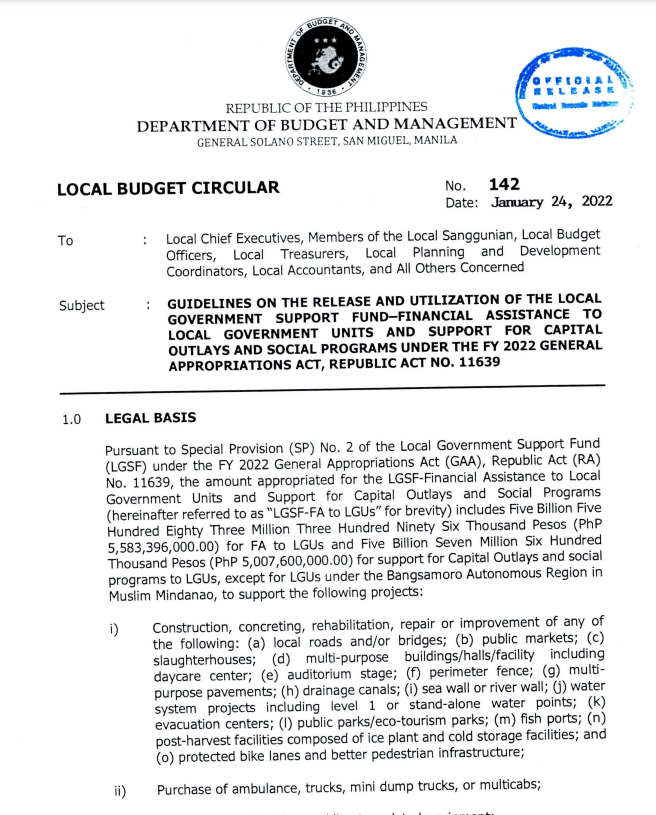 DEPARTMENT OF BUDGET AND MANAGEMENT
1936
OFFICIAL
RELEASE
REPUBLIC OF THE PHILIPPINES
DEPARTMENT OF BUDGET AND MANAGEMENT
GENERAL SOLANO STREET, SAN MIGUEL, MANILA
LOCAL BUDGET CIRCULAR
No. 142
Date: January 24, 2022
To : Local Chief Executives, Members of the Local Sanggunian, Local Budget
Officers, Local Treasurers, Local Planning and Development
Coordinators, Local Accountants, and All Others Concerned
Subject : GUIDELINES ON THE RELEASE AND UTILIZATION OF THE LOCAL
GOVERNMENT SUPPORT FUND–FINANCIAL ASSISTANCE TO
LOCAL GOVERNMENT UNITS AND SUPPORT FOR CAPITAL
OUTLAYS AND SOCIAL PROGRAMS UNDER THE FY 2022 GENERAL
APPROPRIATIONS ACT, REPUBLIC ACT NO. 11639
1.0 LEGAL BASIS
Pursuant to Special Provision (SP) No. 2 of the Local Government Support Fund
(LGSF) under the FY 2022 General Appropriations Act (GAA), Republic Act (RA)
No. 11639, the amount appropriated for the LGSF-Financial Assistance to Local
Government Units and Support for Capital Outlays and Social Programs
(hereinafter referred to as "LGSF-FA to LGUs" for brevity) includes Five Billion Five
Hundred Eighty Three Million Three Hundred Ninety Six Thousand Pesos (PhP
5,583,396,000.00) for FA to LGUs and Five Billion Seven Million Six Hundred
Thousand Pesos (PhP 5,007,600,000.00) for support for Capital Outlays and social
programs to LGUs, except for LGUs under the Bangsamoro Autonomous Region in
Muslim Mindanao, to support the following projects:
i) Construction, concreting, rehabilitation, repair or improvement of any of
the following: (a) local roads and/or bridges; (b) public markets; (c)
slaughterhouses; (d) multi-purpose buildings/halls/facility including
daycare center; (e) auditorium stage; (f) perimeter fence; (g) multi-
purpose pavements; (h) drainage canals; (i) sea wall or river wall; (j) water
system projects including level 1 or stand-alone water points; (k)
evacuation centers; (l) public parks/eco-tourism parks; (m) fish ports; (n)
post-harvest facilities composed of ice plant and cold storage facilities; and
(o) protected bike lanes and better pedestrian infrastructure;
ii) Purchase of ambulance, trucks, mini dump trucks, or multicabs;